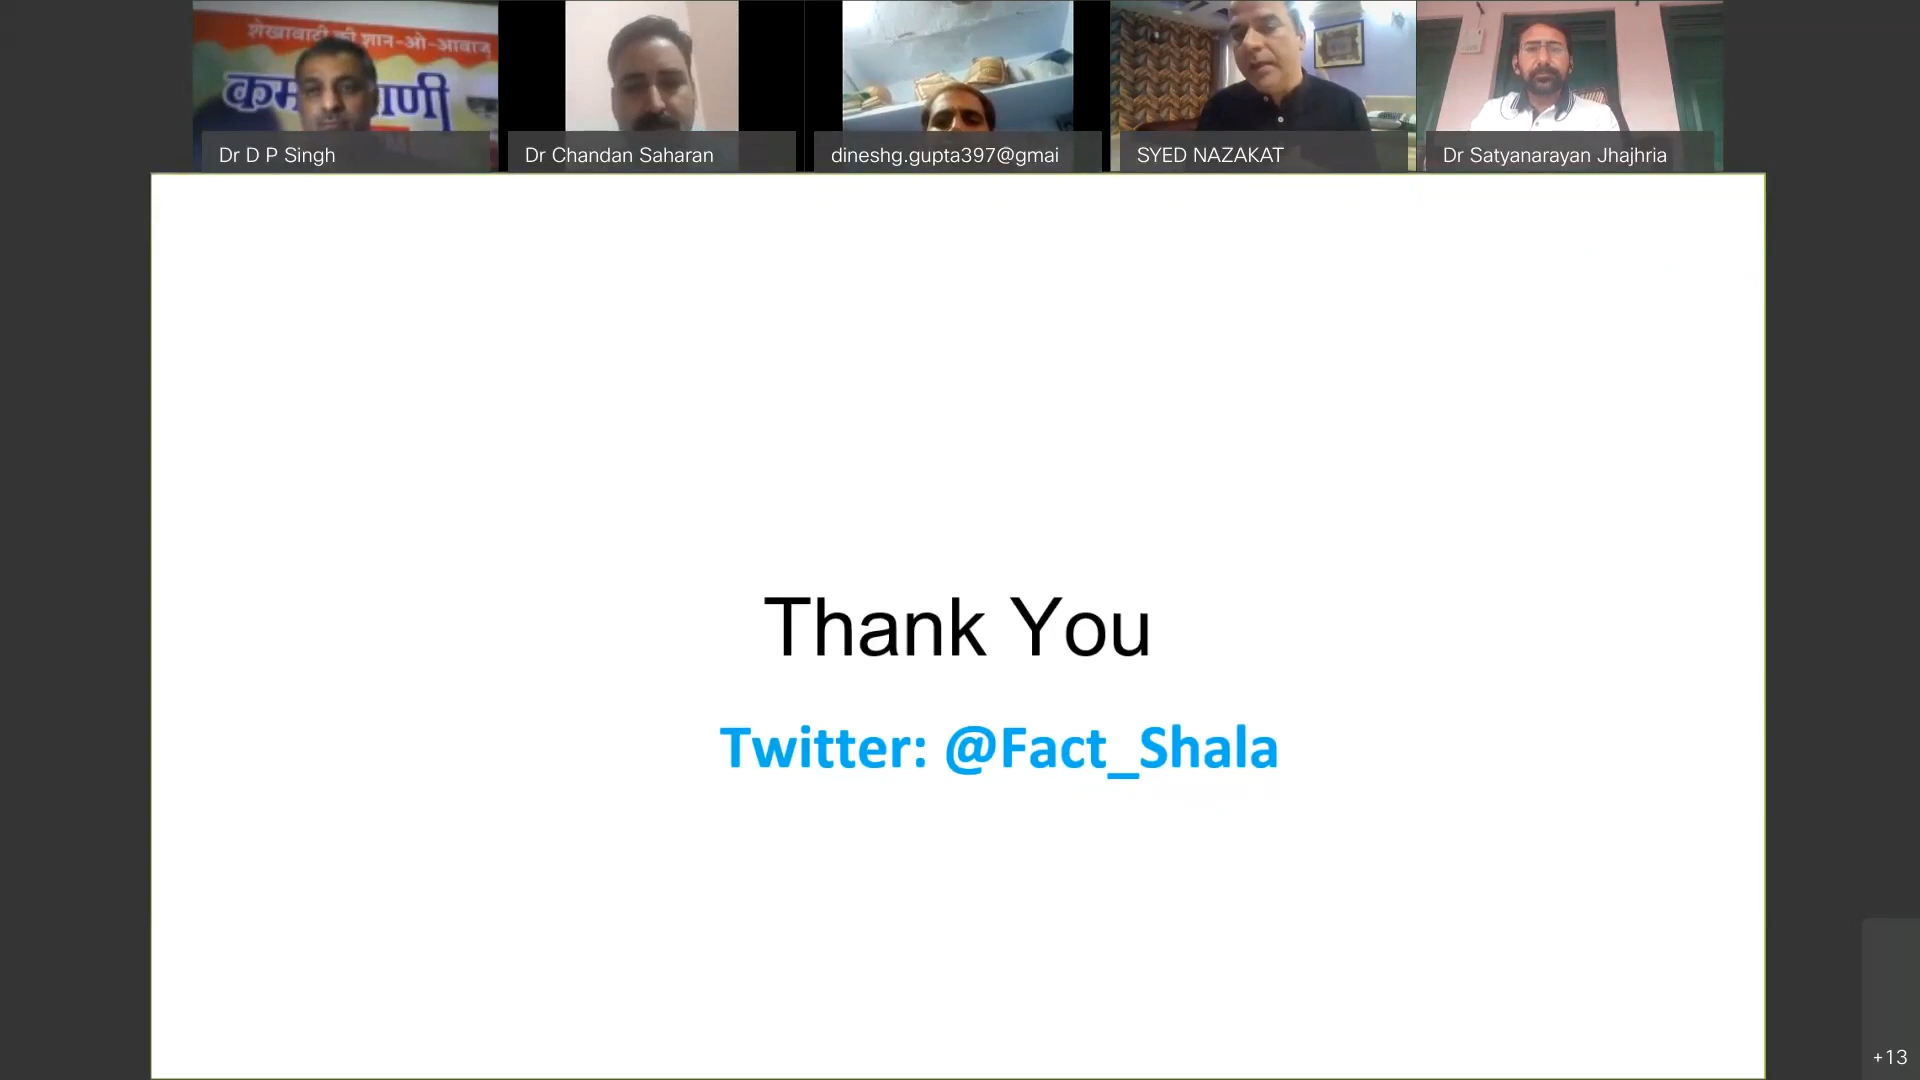 शेखावाटी की ज्ञान-ओ-आवाज़
Dr D P Singh
Dr Chandan Saharan
dineshg.gupta397@gmai
SYED NAZAKAT
Dr Satyanarayan Jhajhria
Thank You
Twitter: @Fact_Shala
+13